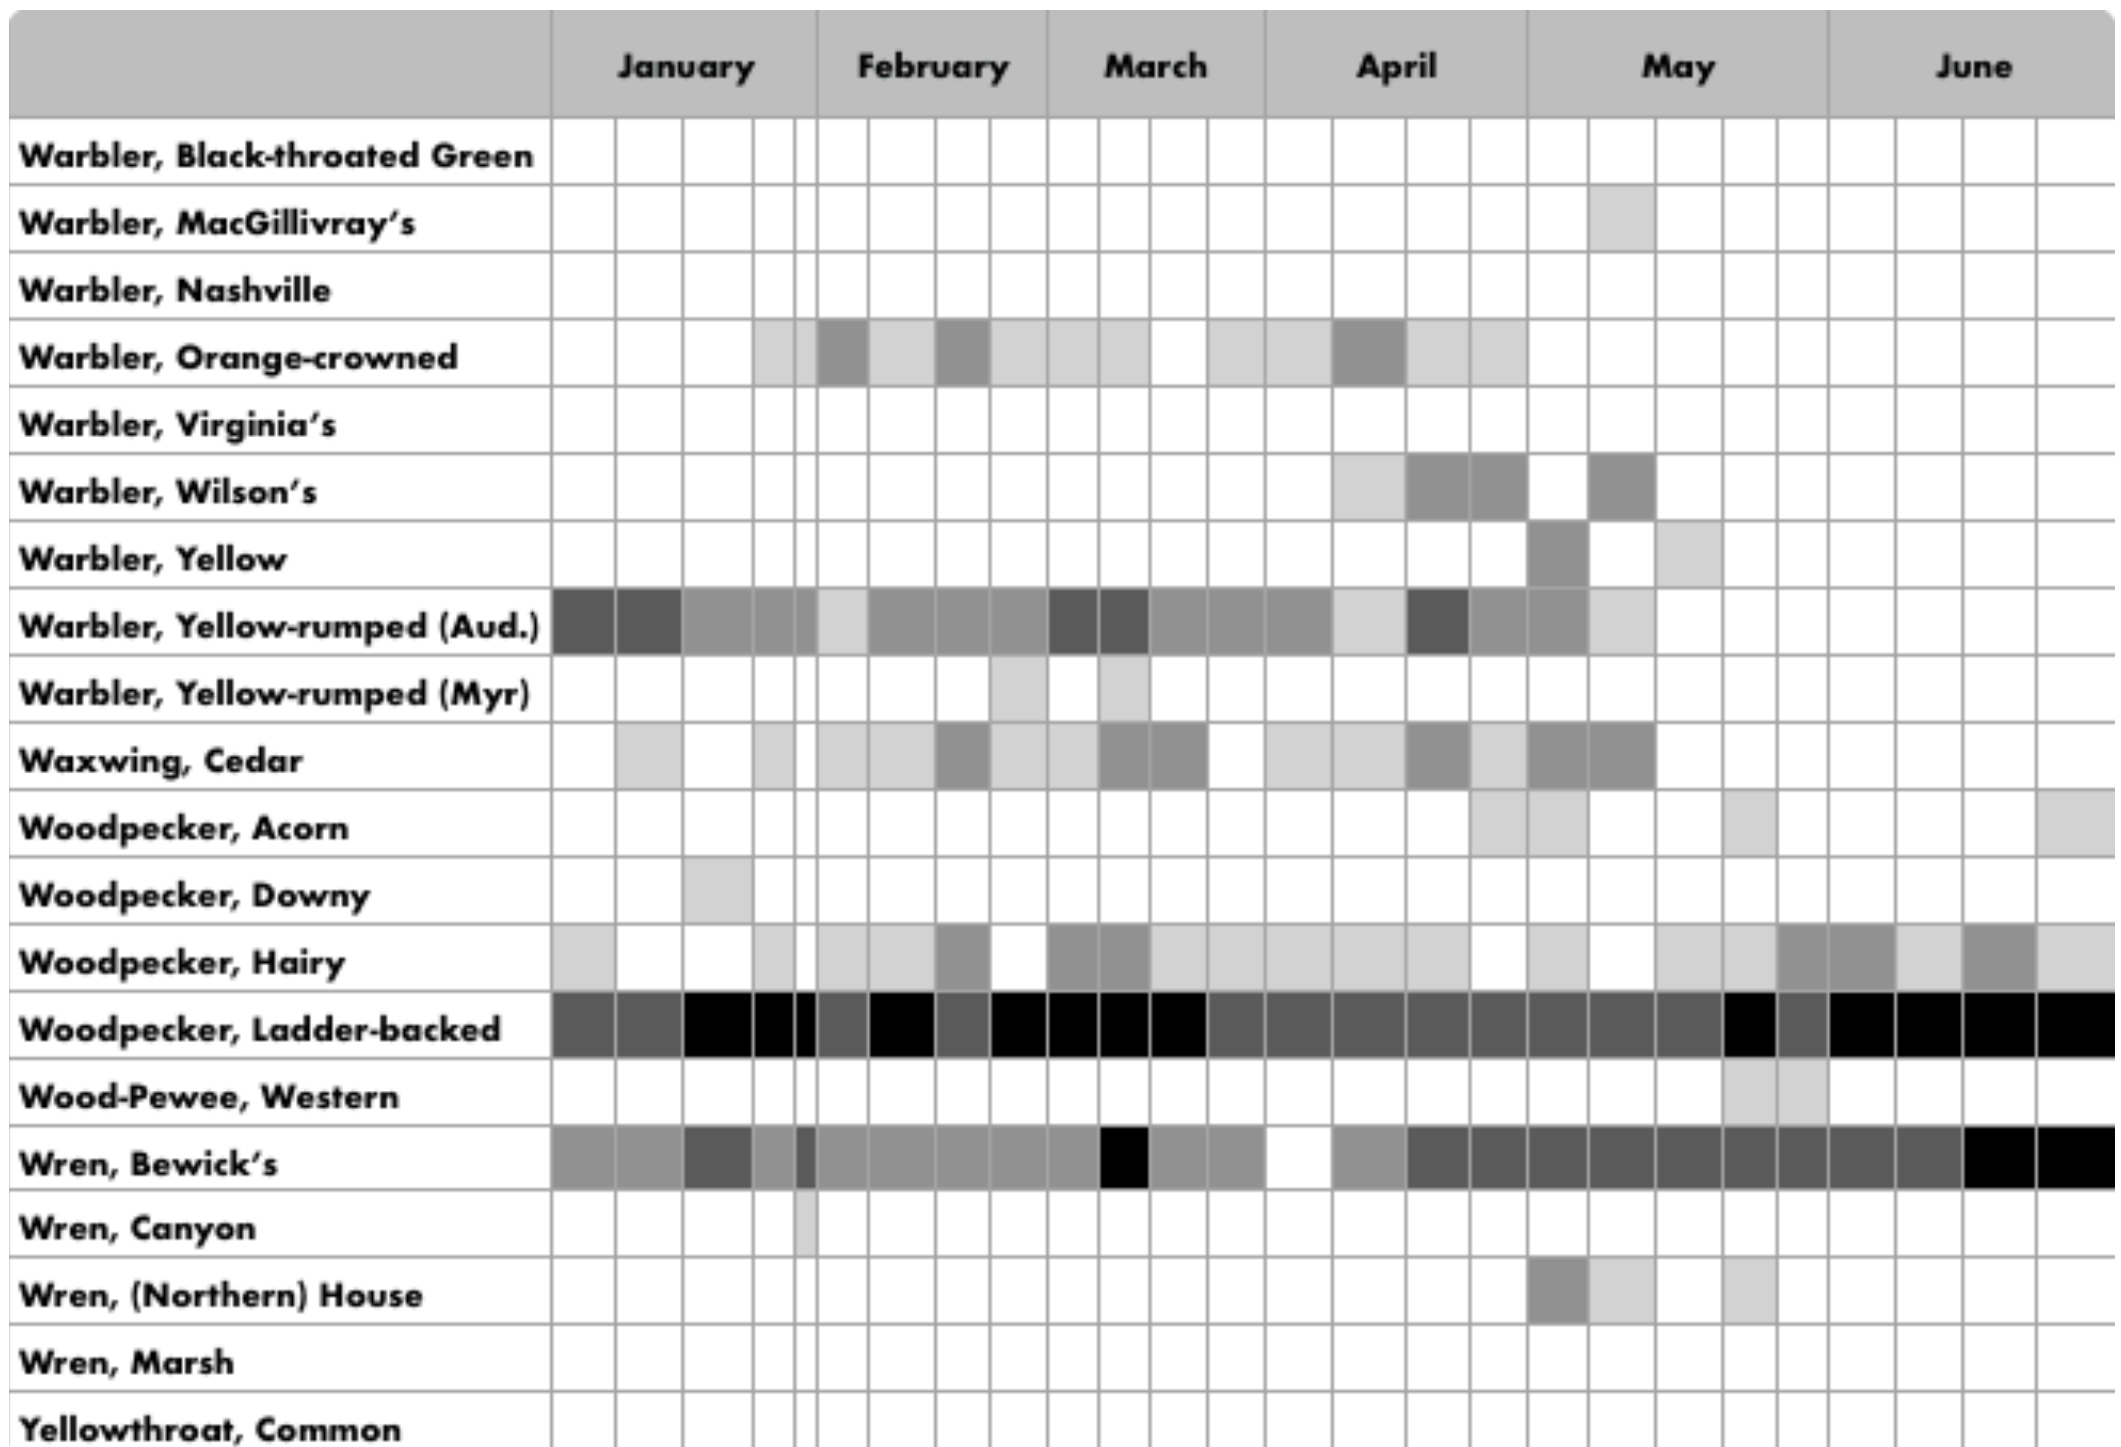 January February March April May June
Warbler, Black-throated Green
Warbler, MacGillivray’s
Warbler, Nashville
Warbler, Orange-crowned
Warbler, Virginia’s
Warbler, Wilson’s
Warbler, Yellow
Warbler, Yellow-rumped (Aud.)
Warbler, Yellow-rumped (Myr)
Waxwing, Cedar
Woodpecker, Acorn
Woodpecker, Downy
Woodpecker, Hairy
Woodpecker, Ladder-backed
Wood-Pewee, Western
Wren, Bewick’s
Wren, Canyon
Wren, (Northern) House
Wren, Marsh
Yellowthroat, Common